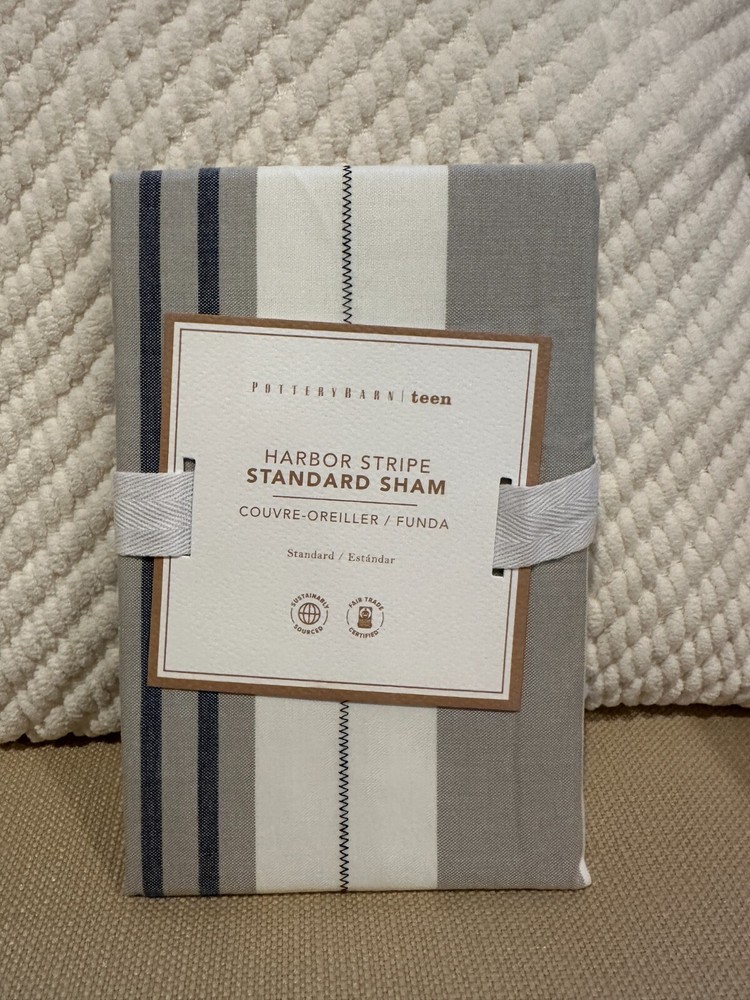 POTTERYBARN | teen
HARBOR STRIPE
STANDARD SHAM
COUVRE-OREILLER / FUNDA
Standard / Estándar
SUSTAINABLY SOURCED
FAIR TRADE CERTIFIED